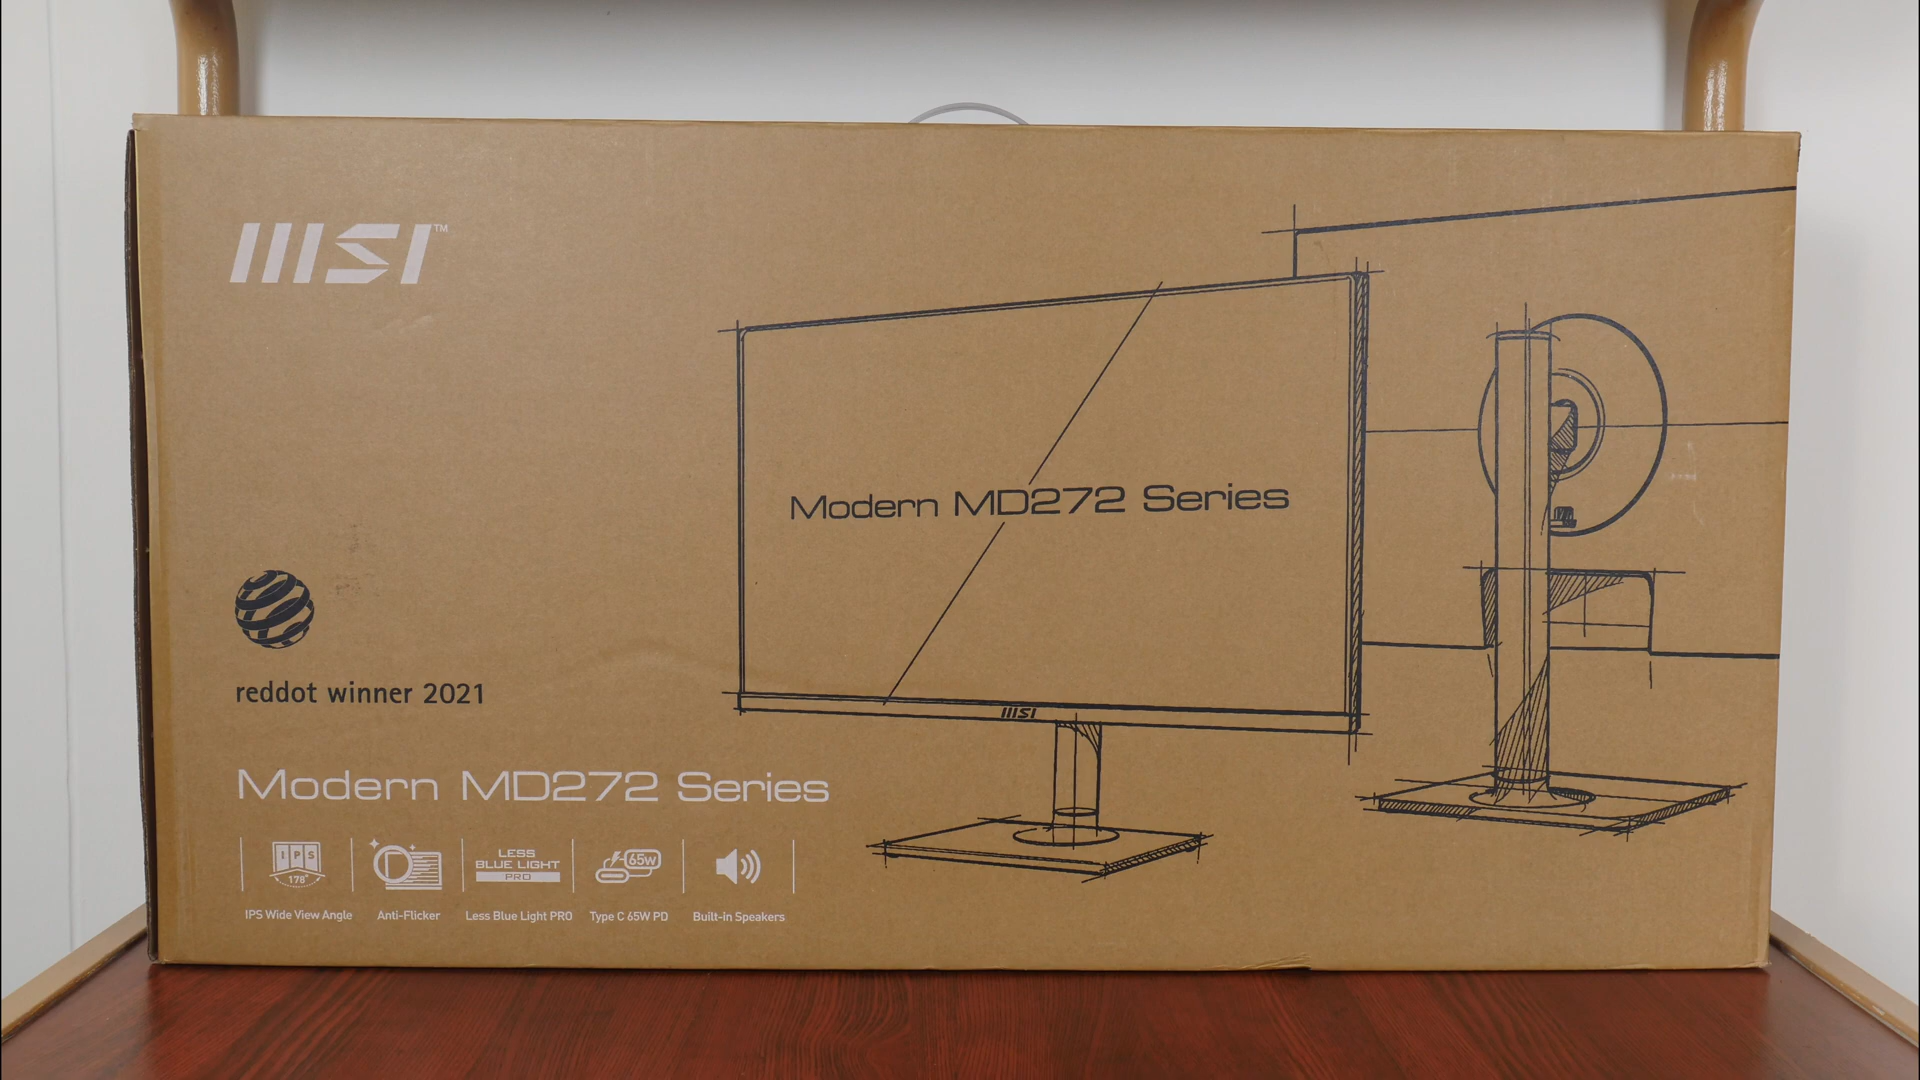 msi™
Modern MD272 Series
msi
reddot winner 2021
Modern MD272 Series
IPS
178°
IPS Wide View Angle
Anti-Flicker
LESS
BLUE LIGHT
PRO
Less Blue Light PRO
65W
Type C 65W PD
Built-in Speakers